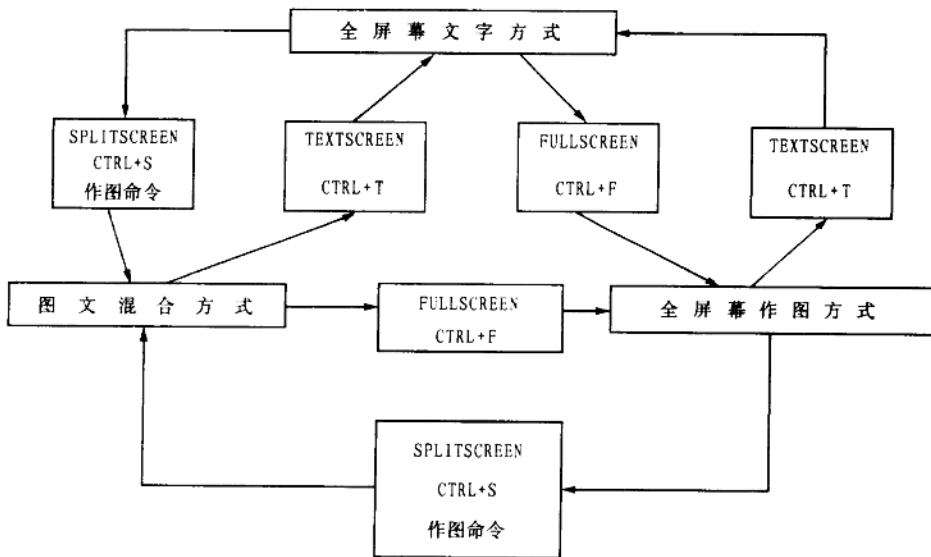 全屏幕文字方式
SPLITSCREEN
CTRL+S
作图命令
TEXTSCREEN
CTRL+T
FULLSCREEN
CTRL+F
TEXTSCREEN
CTRL+T
图文混合方式
FULLSCREEN
CTRL+F
全屏幕作图方式
SPLITSCREEN
CTRL+S
作图命令